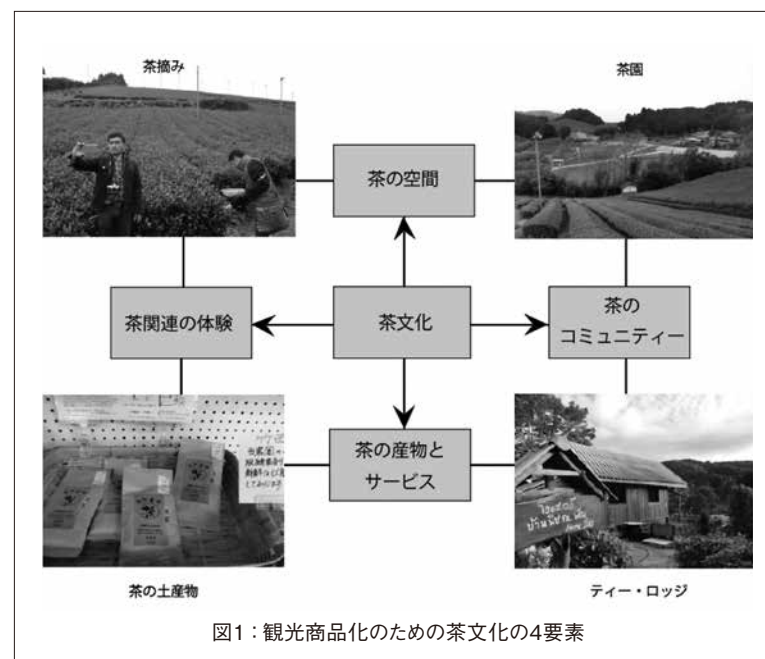 茶摘み
茶園
茶の空間
茶関連の体験
茶文化
茶の
コミュニティー
茶の産物と
サービス
茶の土産物
ティー・ロッジ
図1：観光商品化のための茶文化の4要素